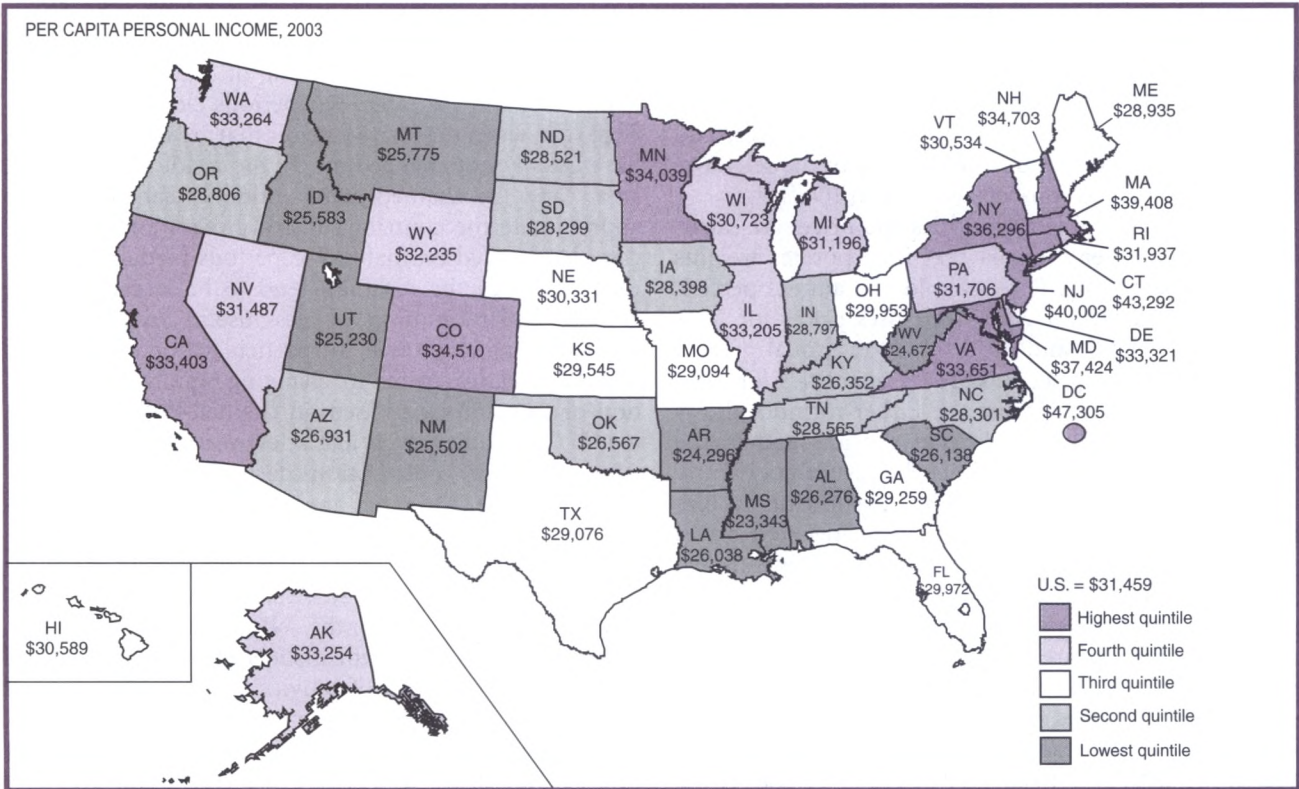 PER CAPITA PERSONAL INCOME, 2003
WA
$33,264
OR
$28,806
CA
$33,403
NV
$31,487
ID
$25,583
MT
$25,775
WY
$32,235
UT
$25,230
CO
$34,510
AZ
$26,931
NM
$25,502
ND
$28,521
SD
$28,299
NE
$30,331
KS
$29,545
OK
$26,567
TX
$29,076
MN
$34,039
IA
$28,398
MO
$29,094
AR
$24,296
LA
$26,038
WI
$30,723
IL
$33,205
MI
$31,196
IN
$28,797
OH
$29,953
KY
$26,352
TN
$28,565
MS
$23,343
AL
$26,276
GA
$29,259
FL
$29,972
SC
$26,138
NC
$28,301
VA
$33,651
WV
$24,672
PA
$31,706
NY
$36,296
VT
$30,534
NH
$34,703
ME
$28,935
MA
$39,408
RI
$31,937
CT
$43,292
NJ
$40,002
DE
$33,321
MD
$37,424
DC
$47,305
HI
$30,589
AK
$33,254
U.S. = $31,459
Highest quintile
Fourth quintile
Third quintile
Second quintile
Lowest quintile